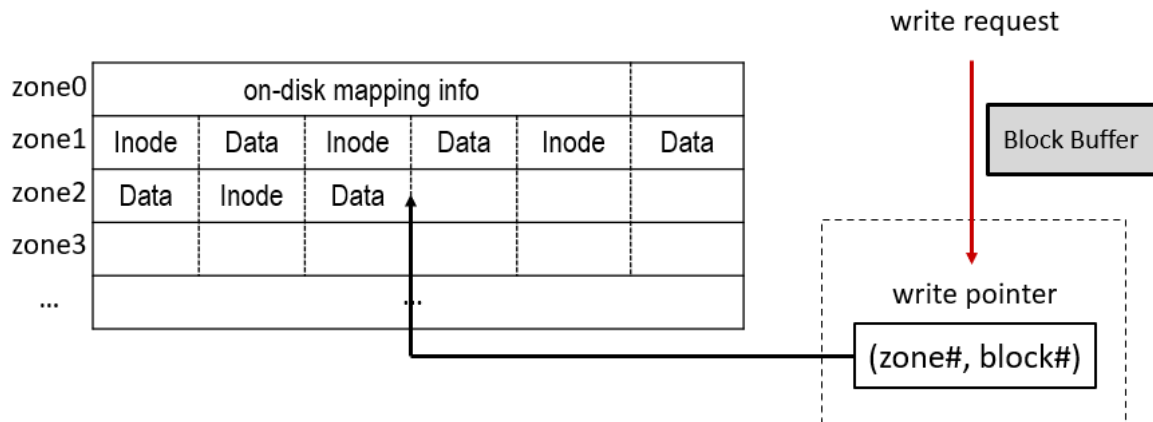 write request
zone0 on-disk mapping info
zone1 Inode Data Inode Data Inode Data
Block Buffer
zone2 Data Inode Data
zone3
... ...
write pointer
(zone#, block#)